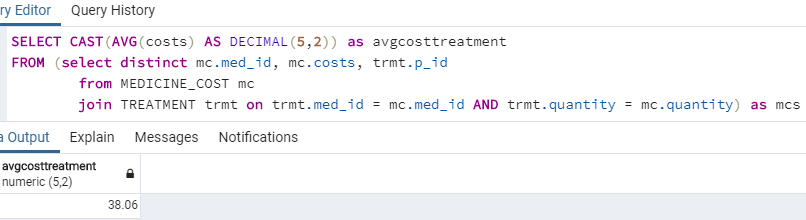 ry Editor Query History
SELECT CAST(AVG(costs) AS DECIMAL(5,2)) as avgcosttreatment
FROM (select distinct mc.med_id, mc.costs, trmt.p_id
from MEDICINE_COST mc
join TREATMENT trmt on trmt.med_id = mc.med_id AND trmt.quantity = mc.quantity) as mcs
a Output Explain Messages Notifications
avgcosttreatment
numeric (5,2)
38.06